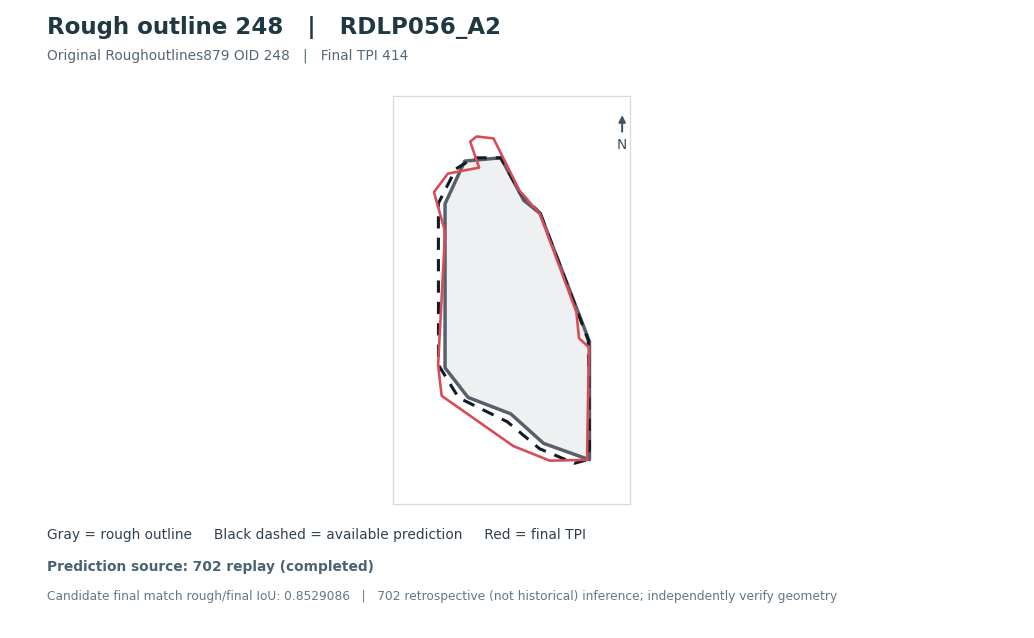 Rough outline 248   |   RDLP056_A2
Original Roughoutlines879 OID 248   |   Final TPI 414
N
Gray = rough outline     Black dashed = available prediction     Red = final TPI
Prediction source: 702 replay (completed)
Candidate final match rough/final IoU: 0.8529086   |   702 retrospective (not historical) inference; independently verify geometry